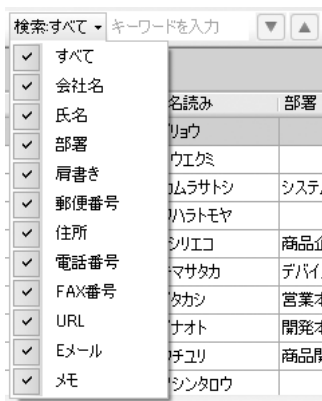 検索:すべて キーワードを入力
すべて
会社名
氏名
部署
肩書き
郵便番号
住所
電話番号
FAX番号
URL
Eメール
メモ
名読み 部署
リョウ
ウエクミ
ムラサトシ システ
ハラトモヤ
シリエコ 商品企
マサタカ デバイ
タカシ 営業本
ナオト 開発本
チユリ 商品開
シンタロウ